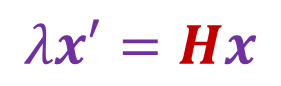 λx′ = Hx